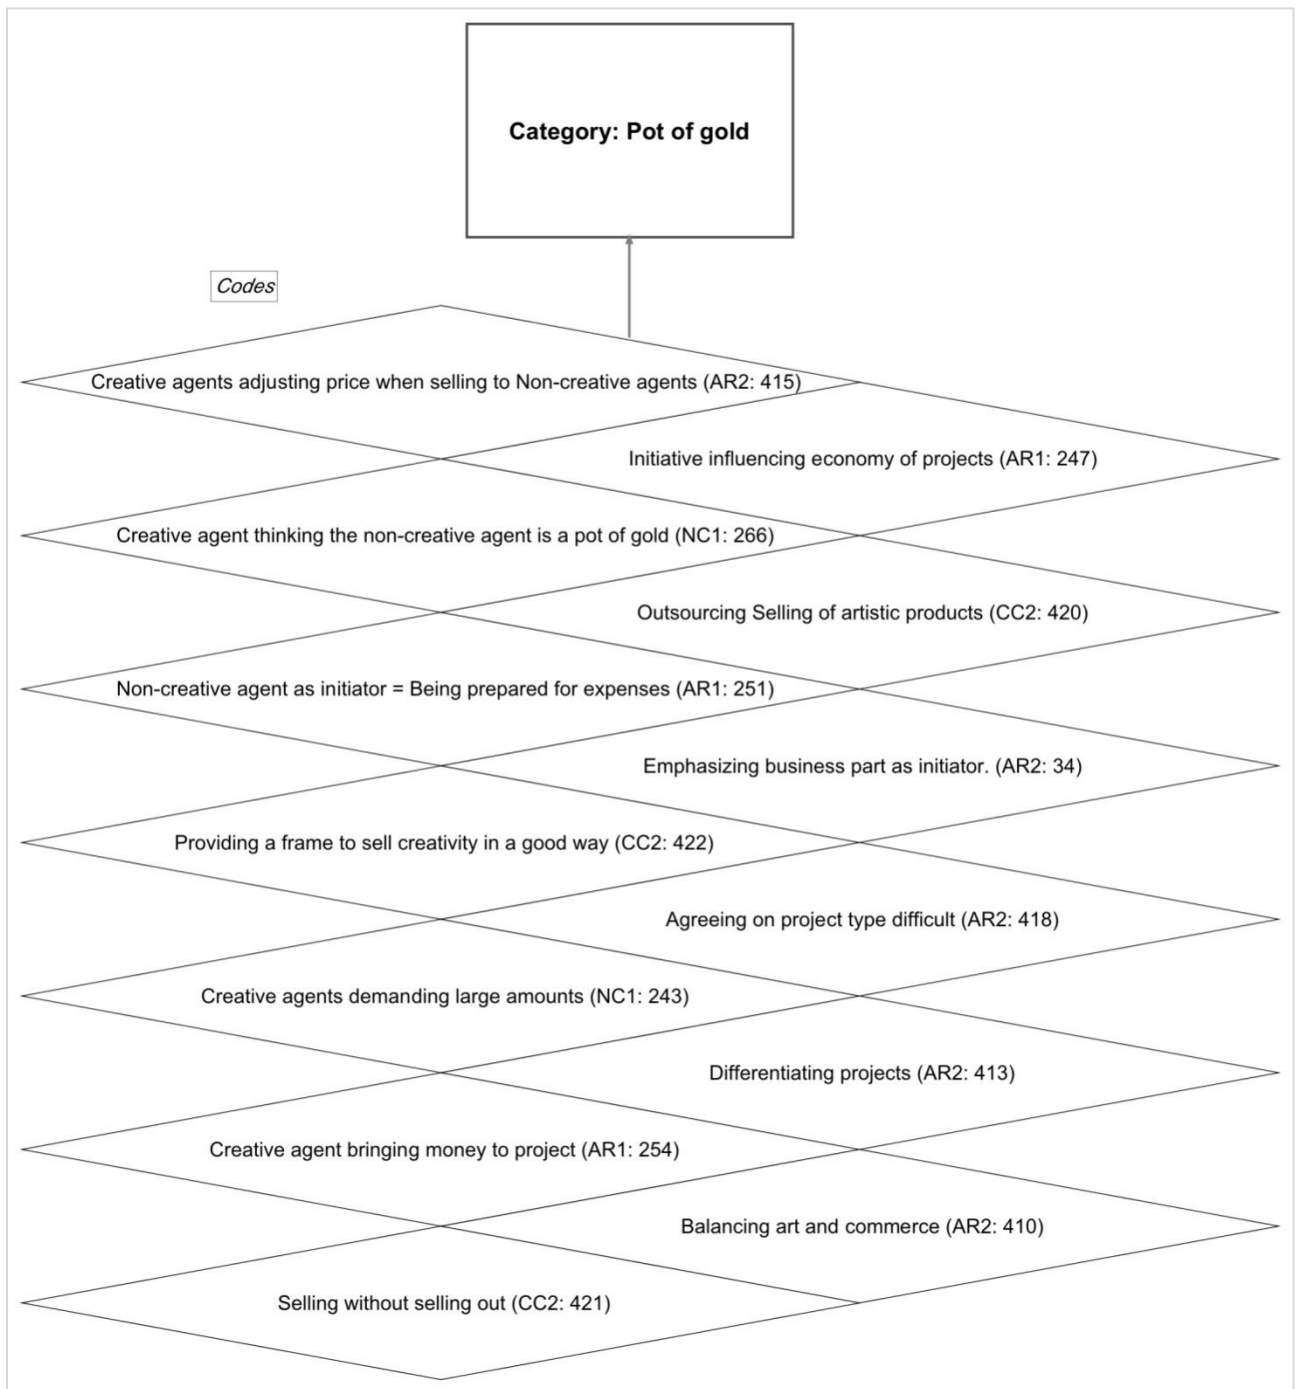 Category: Pot of gold
Codes
Creative agents adjusting price when selling to Non-creative agents (AR2: 415)
Initiative influencing economy of projects (AR1: 247)
Creative agent thinking the non-creative agent is a pot of gold (NC1: 266)
Outsourcing Selling of artistic products (CC2: 420)
Non-creative agent as initiator = Being prepared for expenses (AR1: 251)
Emphasizing business part as initiator. (AR2: 34)
Providing a frame to sell creativity in a good way (CC2: 422)
Agreeing on project type difficult (AR2: 418)
Creative agents demanding large amounts (NC1: 243)
Differentiating projects (AR2: 413)
Creative agent bringing money to project (AR1: 254)
Balancing art and commerce (AR2: 410)
Selling without selling out (CC2: 421)